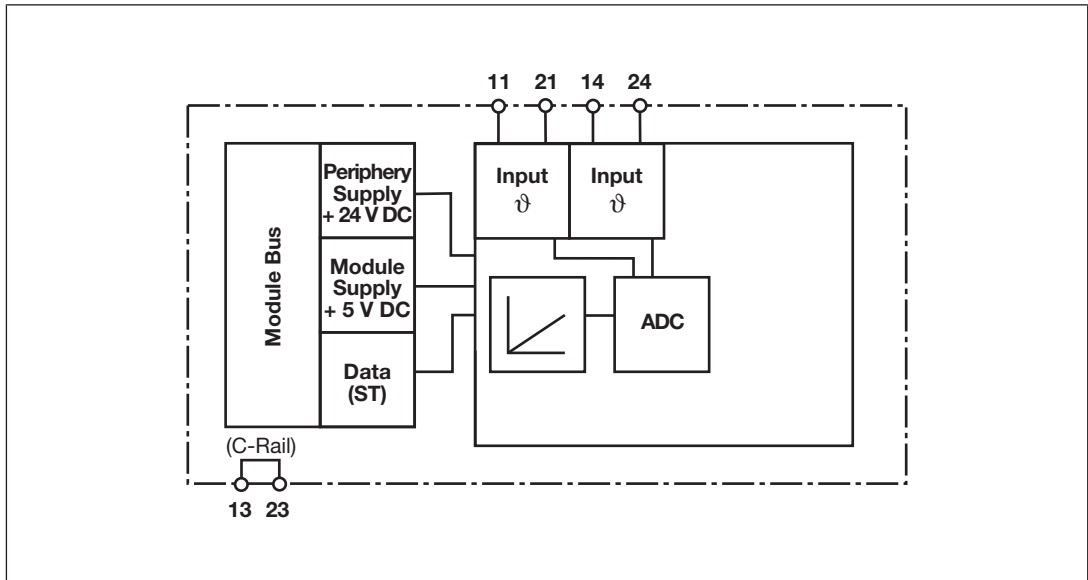 11 21 14 24
Module Bus
Periphery
Supply
+ 24 V DC
Module
Supply
+ 5 V DC
Data
(ST)
Input
ϑ
Input
ϑ
ADC
(C-Rail)
13 23